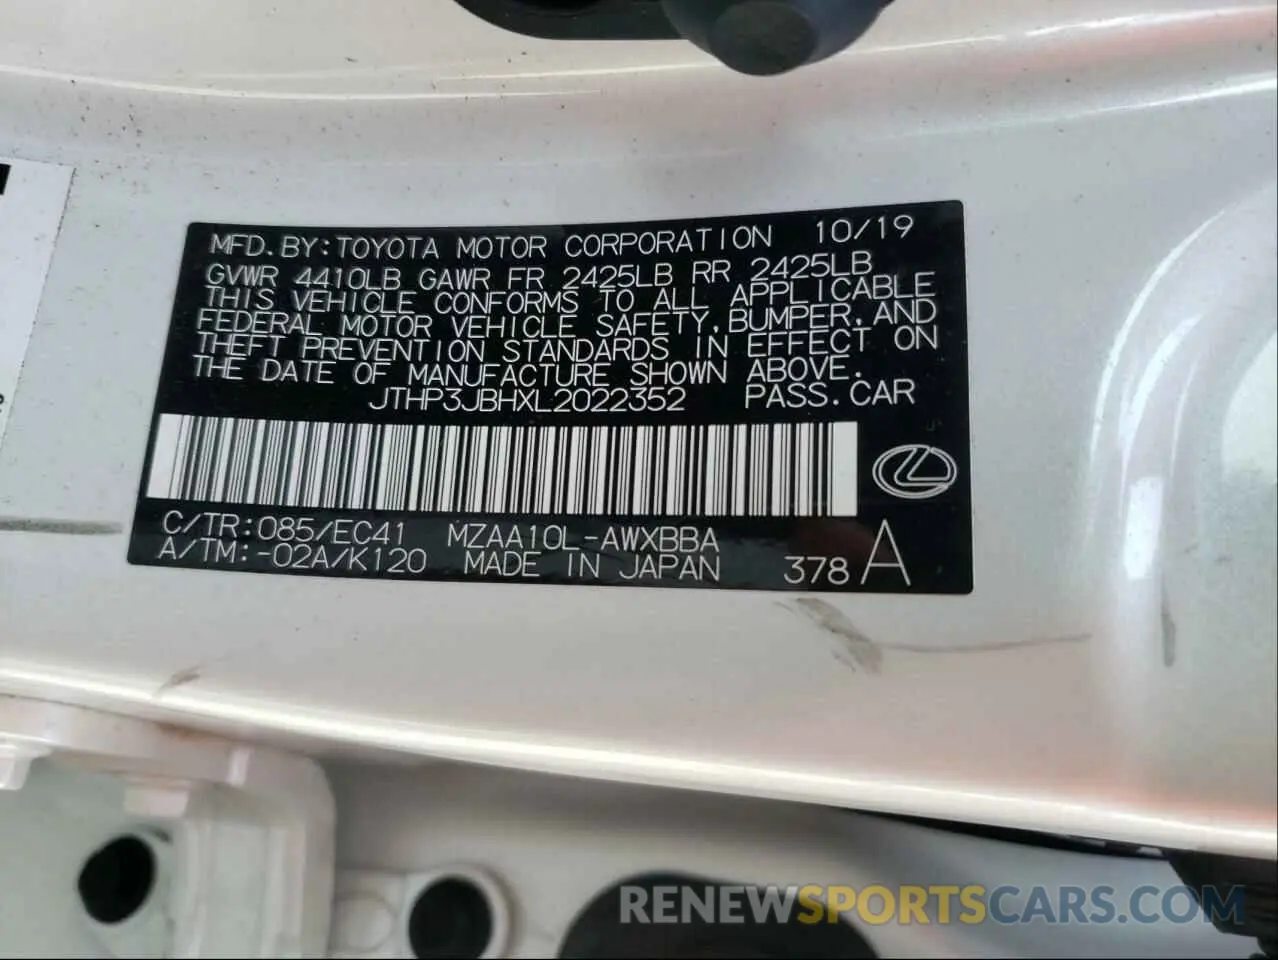 MFD.BY:TOYOTA MOTOR CORPORATION 10/19
GVWR 4410LB GAWR FR 2425LB RR 2425LB
THIS VEHICLE CONFORMS TO ALL APPLICABLE
FEDERAL MOTOR VEHICLE SAFETY,BUMPER,AND
THEFT PREVENTION STANDARDS IN EFFECT ON
THE DATE OF MANUFACTURE SHOWN ABOVE.
JTHP3JBHXL2022352 PASS.CAR
C/TR:085/EC41 MZAA10L-AWXBBA
A/TM:-02A/K120 MADE IN JAPAN 378 A
RENEWSPORTSCARS.COM